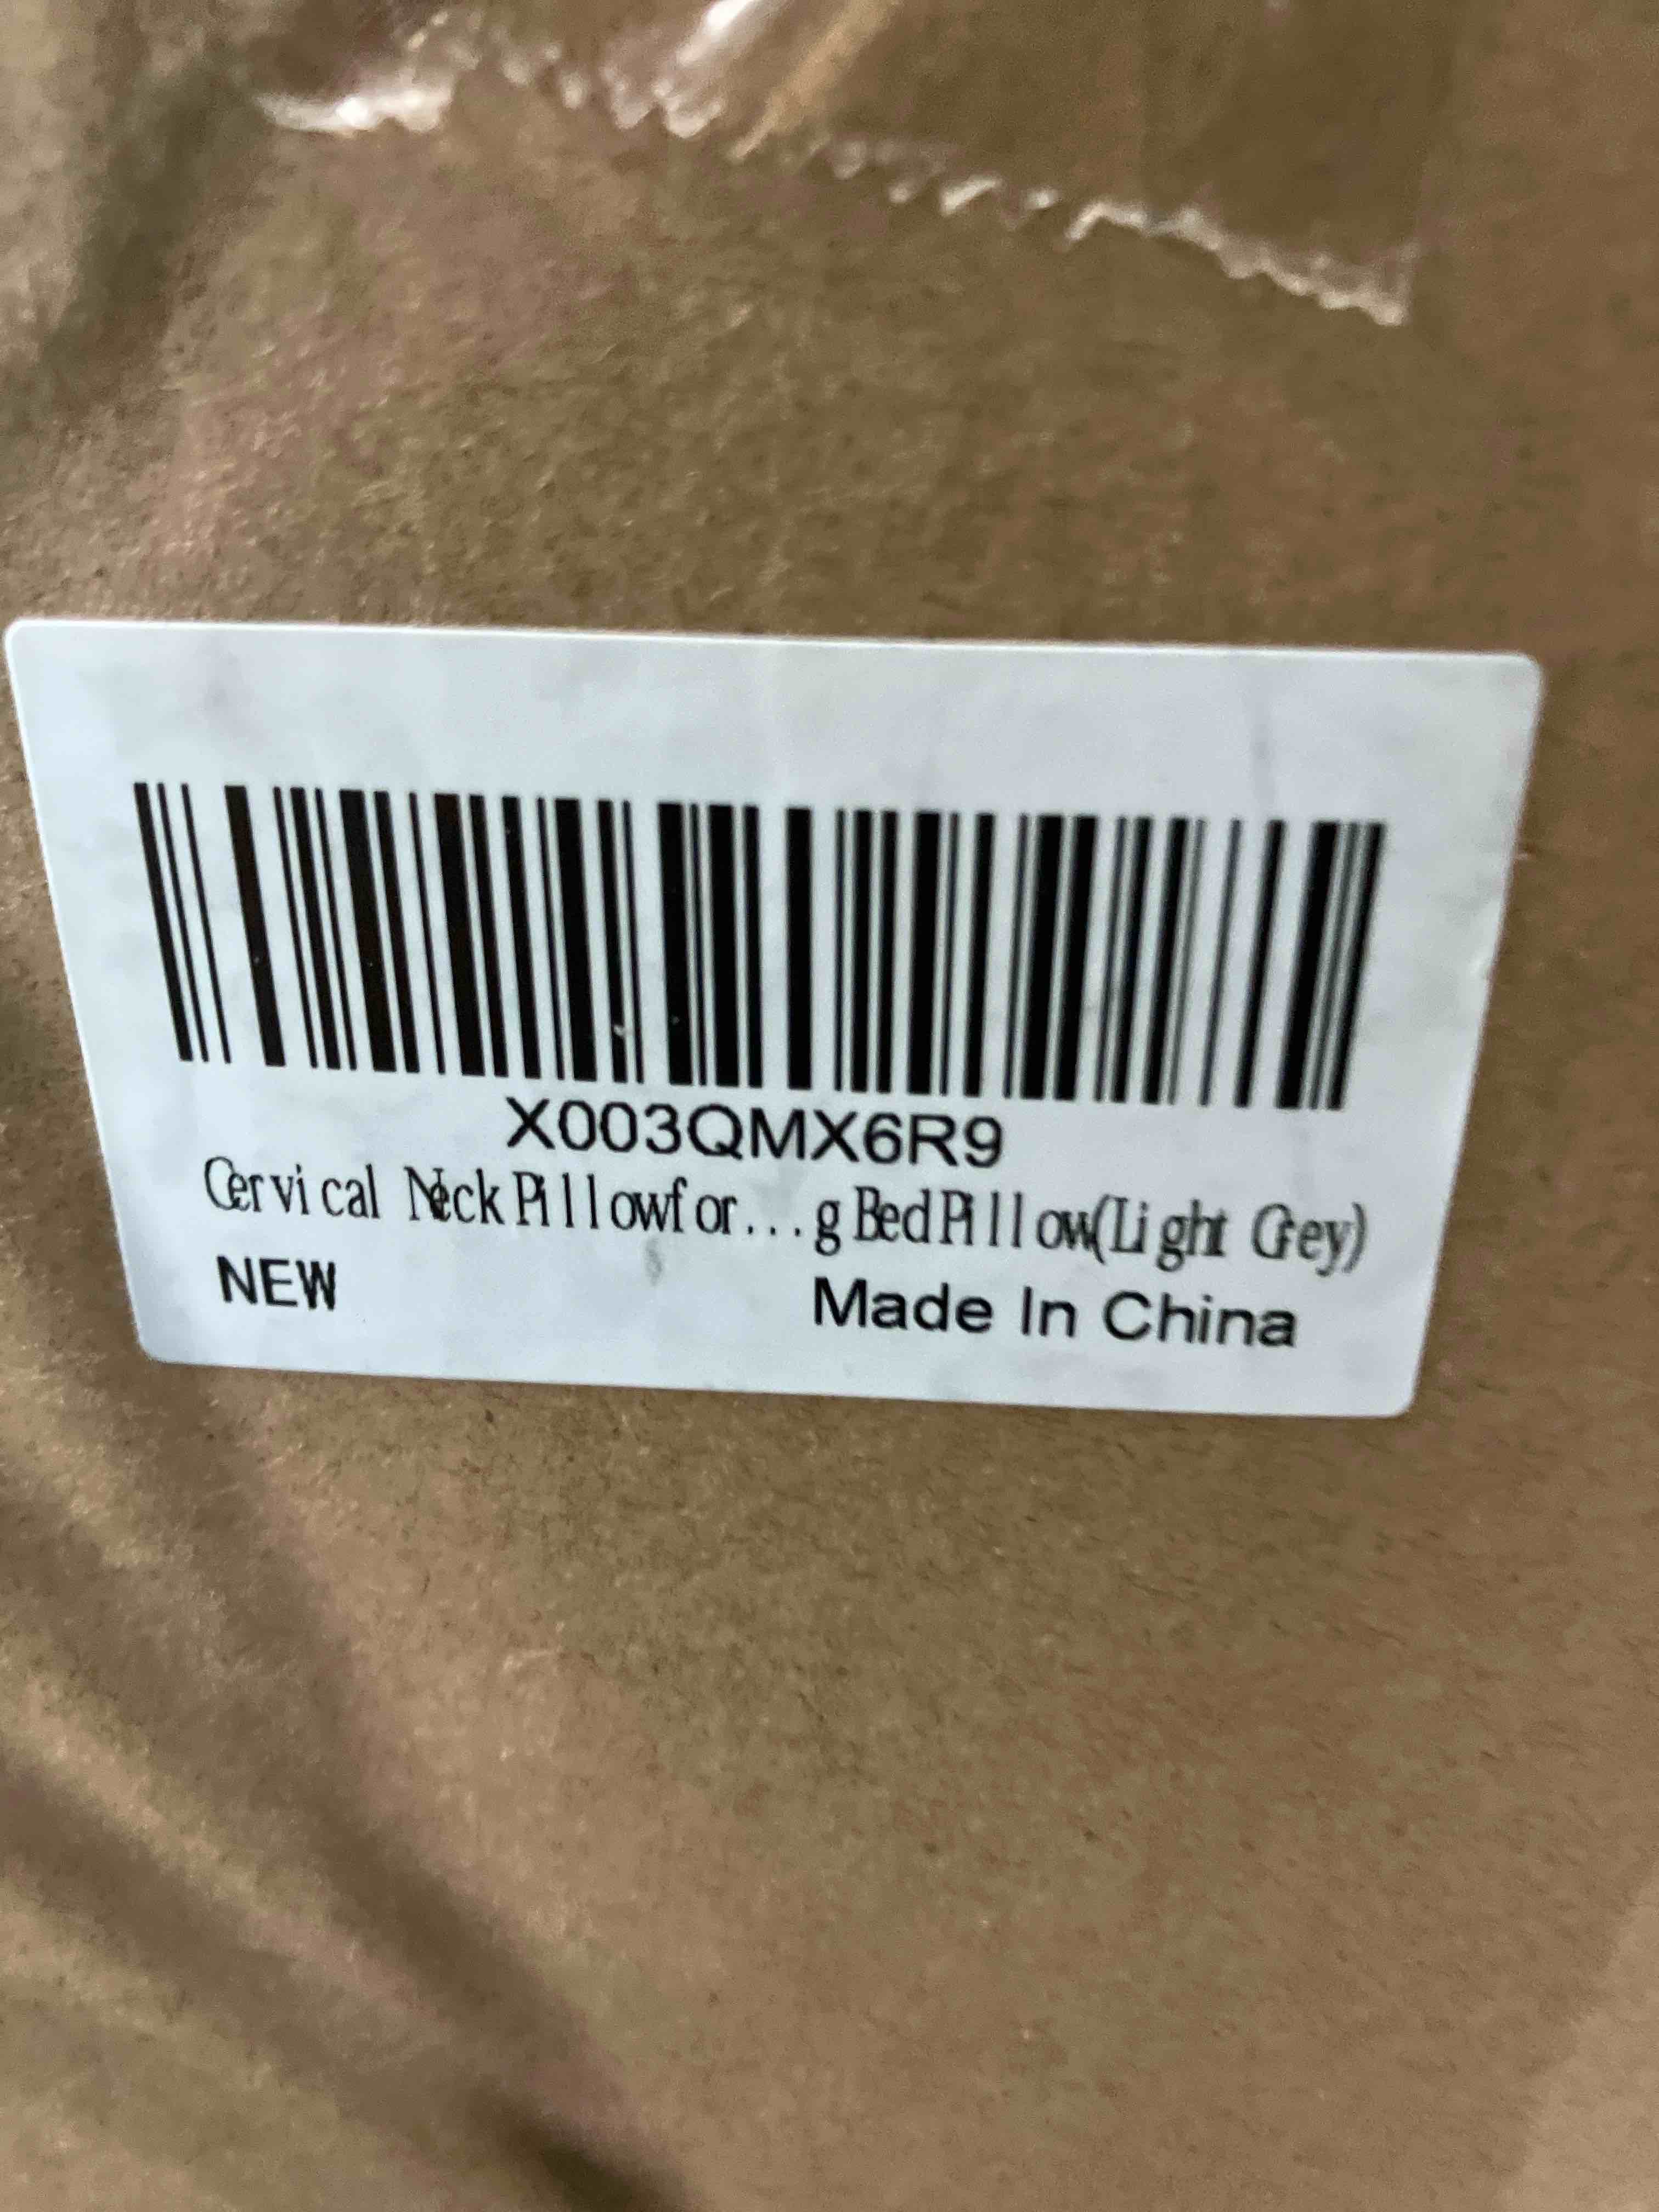 X003QMX6R9
Cervical Neck Pillow for...g Bed Pillow(Light Grey)
NEW
Made In China